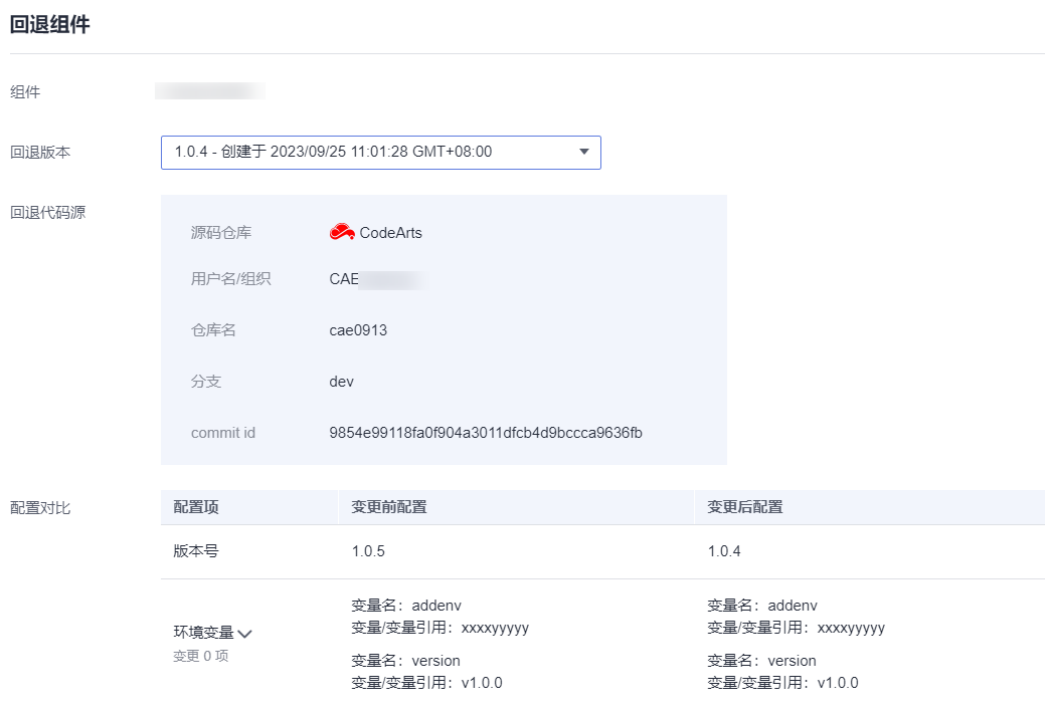 回退组件
组件
回退版本 1.0.4 - 创建于 2023/09/25 11:01:28 GMT+08:00
回退代码源
源码仓库 CodeArts
用户名/组织 CAE
仓库名 cae0913
分支 dev
commit id 9854e99118fa0f904a3011dfcb4d9bccca9636fb
配置对比
配置项 变更前配置 变更后配置
版本号 1.0.5 1.0.4
环境变量
变更 0 项
变量名：addenv
变量/变量引用：xxxxyyyyy
变量名：version
变量/变量引用：v1.0.0
变量名：addenv
变量/变量引用：xxxxyyyyy
变量名：version
变量/变量引用：v1.0.0